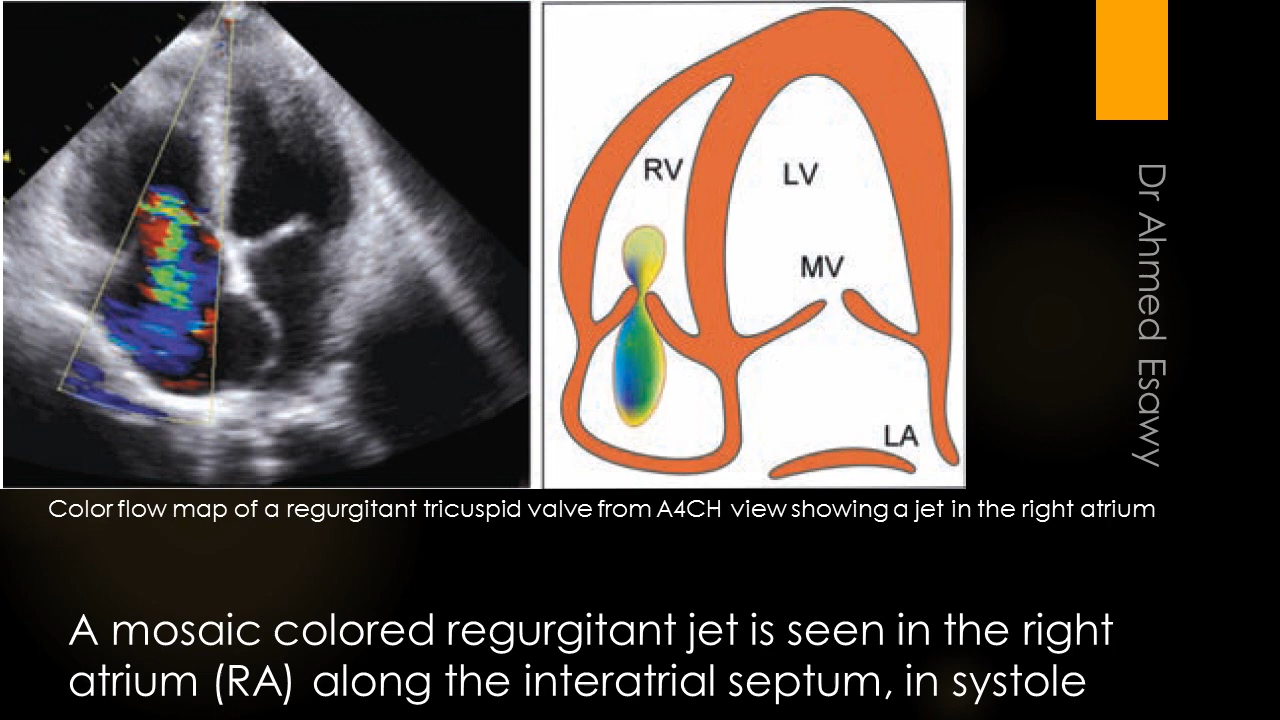 RV
LV
MV
LA
Dr Ahmed Esawy
Color flow map of a regurgitant tricuspid valve from A4CH view showing a jet in the right atrium
A mosaic colored regurgitant jet is seen in the right
atrium (RA) along the interatrial septum, in systole